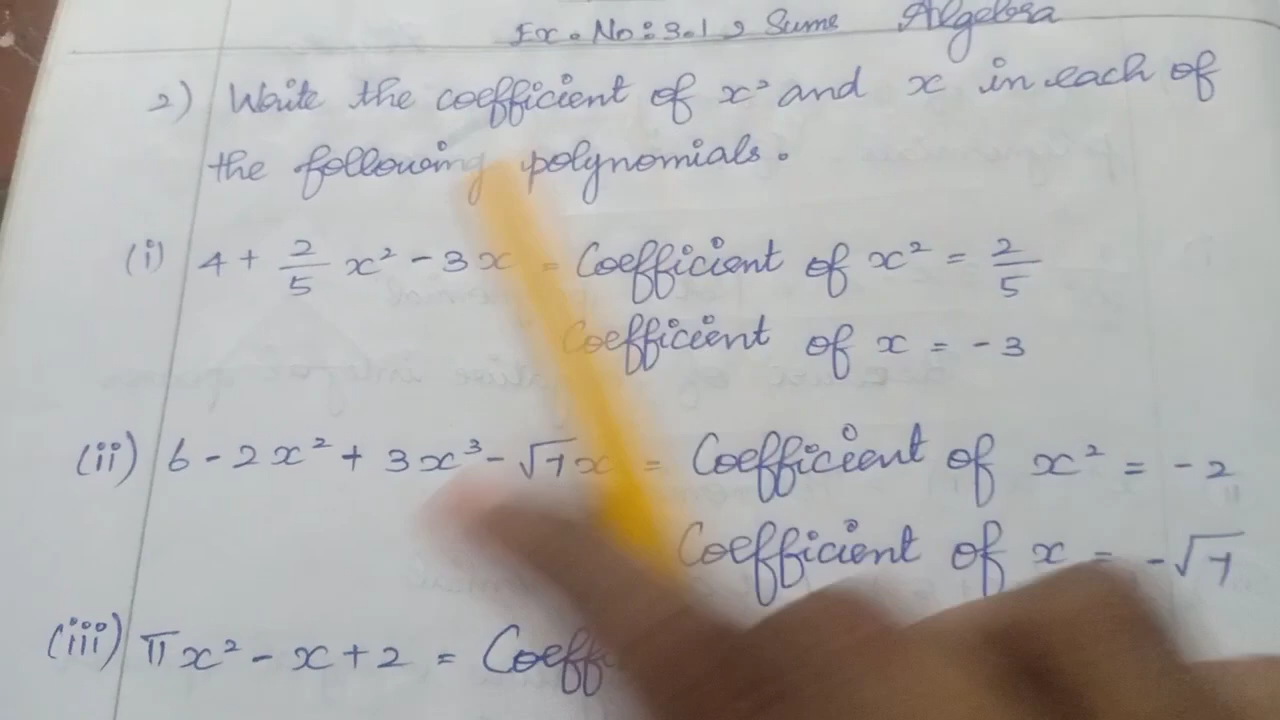 Ex. No: 3.1, Sums Algebra
2) Write the coefficient of x² and x in each of
the following polynomials.
(i) 4 + 2/5 x² - 3x = Coefficient of x² = 2/5
Coefficient of x = -3
(ii) 6 - 2x² + 3x³ - √7x = Coefficient of x² = -2
Coefficient of x = -√7
(iii) πx² - x + 2 =